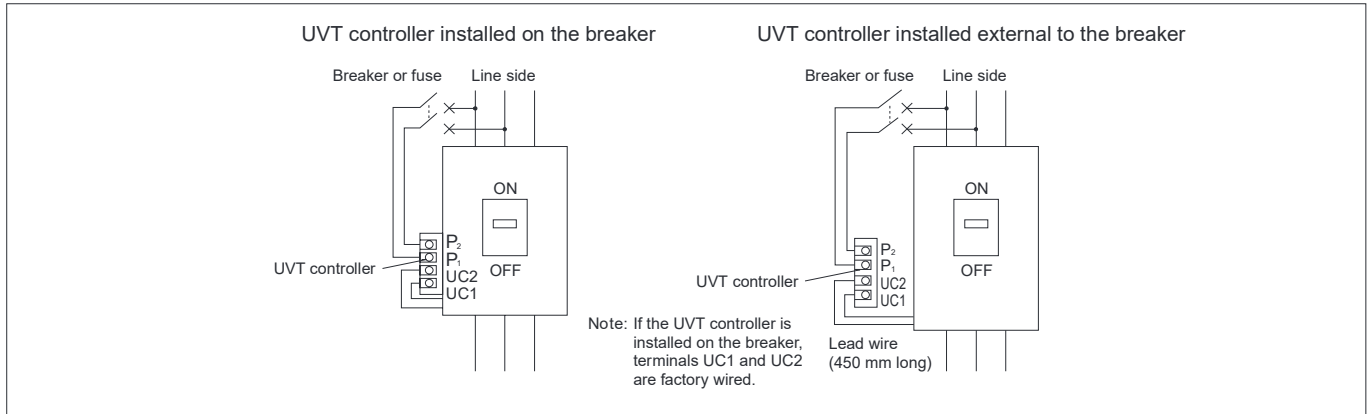 UVT controller installed on the breaker
Breaker or fuse
Line side
ON
OFF
P₂
P₁
UC2
UC1
UVT controller
UVT controller installed external to the breaker
Breaker or fuse
Line side
ON
OFF
P₂
P₁
UC2
UC1
UVT controller
Note: If the UVT controller is
installed on the breaker,
terminals UC1 and UC2
are factory wired.
Lead wire
(450 mm long)